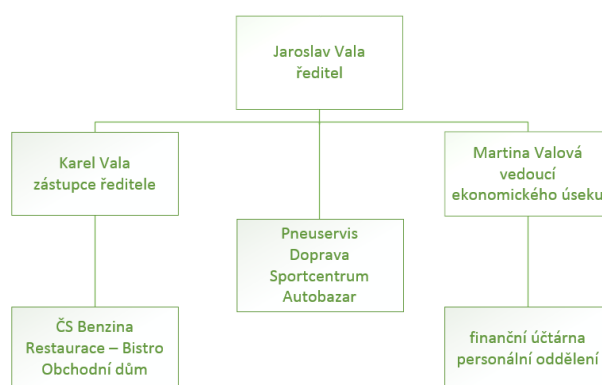 Jaroslav Vala
ředitel
Karel Vala
zástupce ředitele
Martina Valová
vedoucí
ekonomického úseku
Pneuservis
Doprava
Sportcentrum
Autobazar
ČS Benzina
Restaurace – Bistro
Obchodní dům
finanční účtárna
personální oddělení